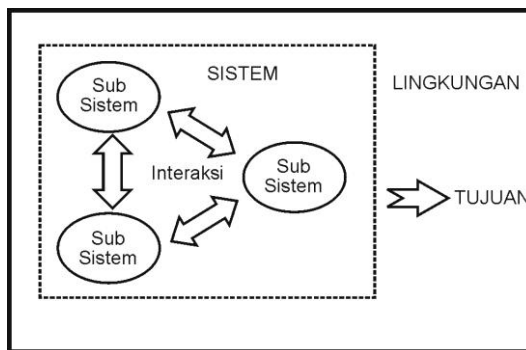 Sub
Sistem
SISTEM
LINGKUNGAN
Interaksi
Sub
Sistem
TUJUAN
Sub
Sistem